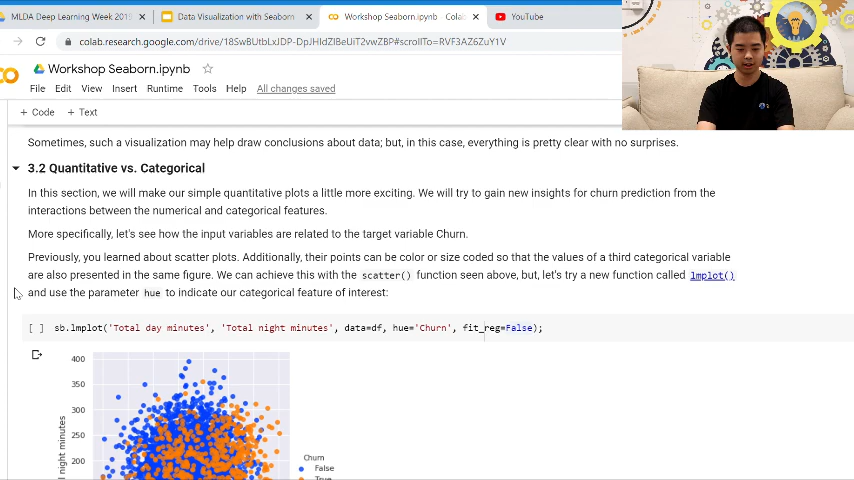 MLDA Deep Learning Week 2019
Data Visualization with Seaborn
Workshop Seaborn.ipynb - Colab
YouTube
colab.research.google.com/drive/18SwBUtbLxJDP-DpJHIdZIBeUiT2vwZBP#scrollTo=RVF3AZ6ZuY1V
Workshop Seaborn.ipynb
File Edit View Insert Runtime Tools Help All changes saved
+ Code + Text
Sometimes, such a visualization may help draw conclusions about data; but, in this case, everything is pretty clear with no surprises.
3.2 Quantitative vs. Categorical
In this section, we will make our simple quantitative plots a little more exciting. We will try to gain new insights for churn prediction from the
interactions between the numerical and categorical features.
More specifically, let's see how the input variables are related to the target variable Churn.
Previously, you learned about scatter plots. Additionally, their points can be color or size coded so that the values of a third categorical variable
are also presented in the same figure. We can achieve this with the scatter() function seen above, but, let's try a new function called lmplot()
and use the parameter hue to indicate our categorical feature of interest:
[ ] sb.lmplot('Total day minutes', 'Total night minutes', data=df, hue='Churn', fit_reg=False);
400
350
300
250
200
night minutes
Churn
False
True